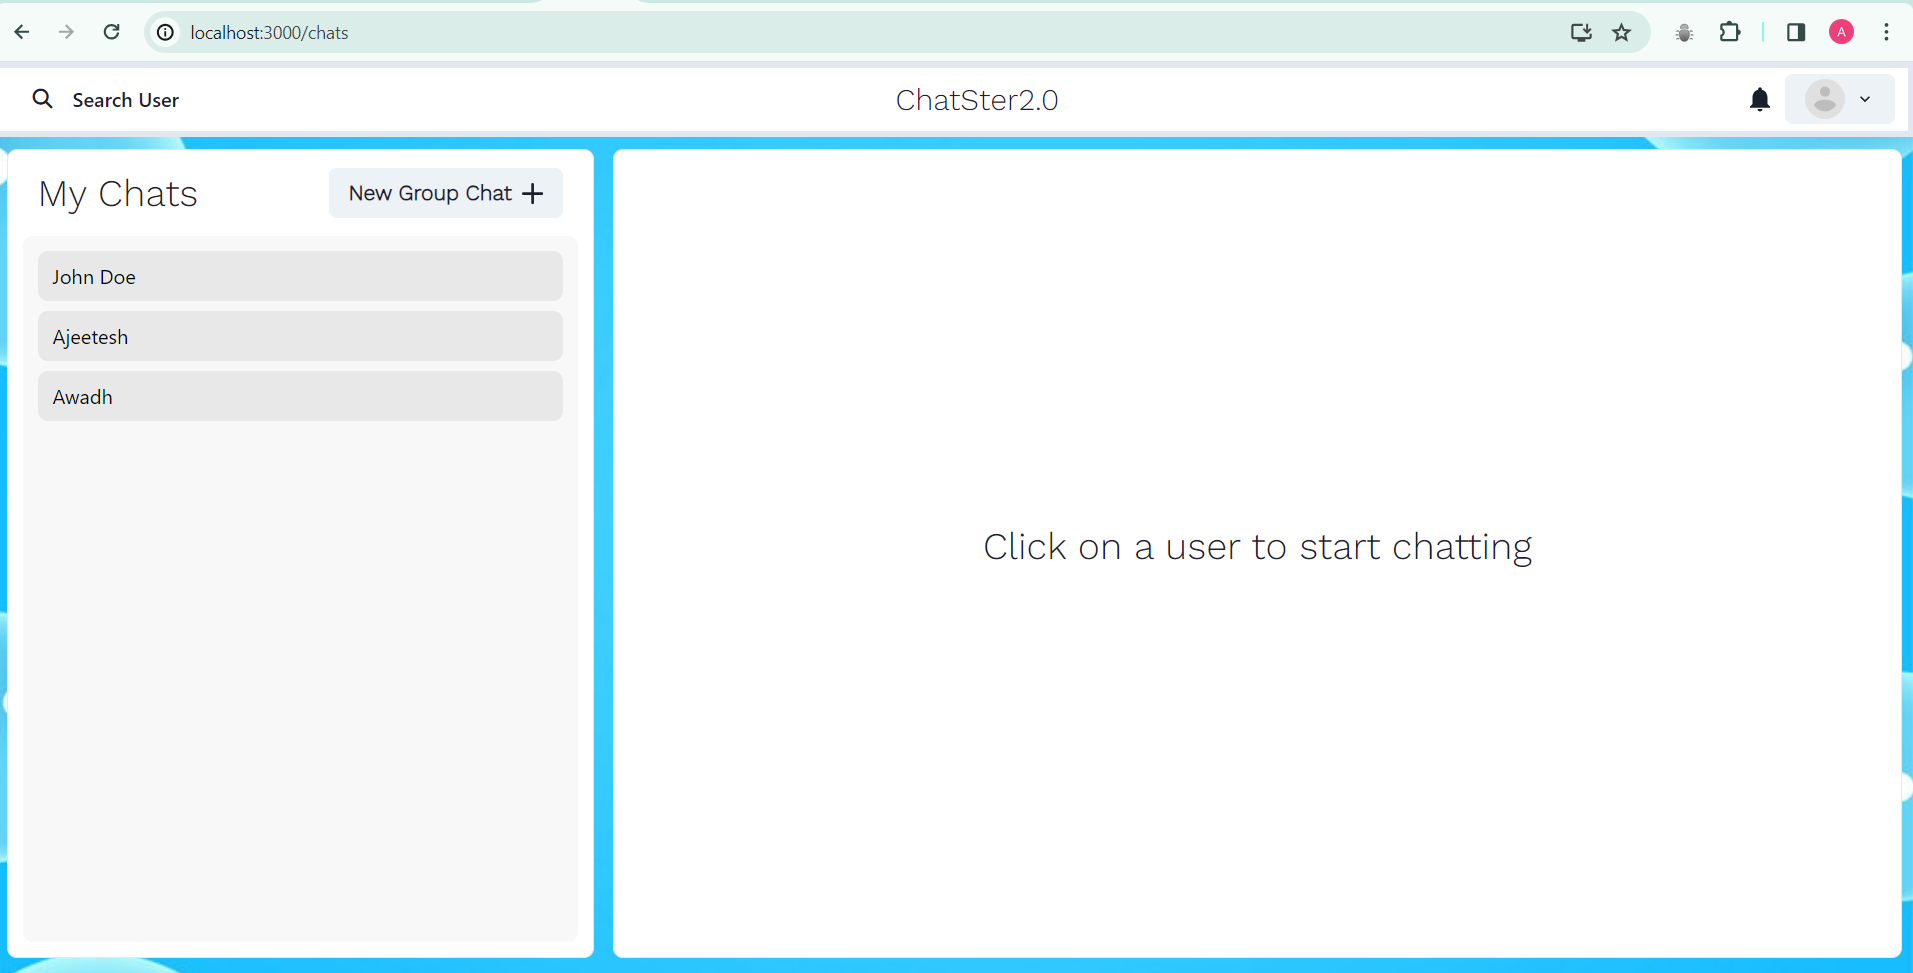 localhost:3000/chats
A
Search User
ChatSter2.0
My Chats
New Group Chat
John Doe
Ajeetesh
Awadh
Click on a user to start chatting